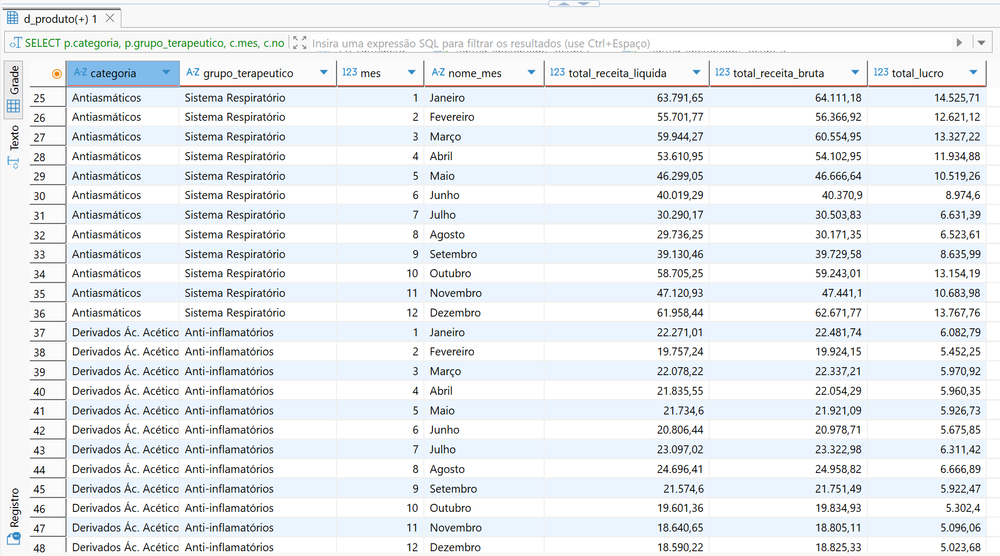 d_produto(+) 1
SELECT p.categoria, p.grupo_terapeutico, c.mes, c.no Insira uma expressão SQL para filtrar os resultados (use Ctrl+Espaço)
Grade
Texto
Registro
A-Z categoria A-Z grupo_terapeutico 123 mes A-Z nome_mes 123 total_receita_liquida 123 total_receita_bruta 123 total_lucro
25 Antiasmáticos Sistema Respiratório 1 Janeiro 63.791,65 64.111,18 14.525,71
26 Antiasmáticos Sistema Respiratório 2 Fevereiro 55.701,77 56.366,92 12.621,12
27 Antiasmáticos Sistema Respiratório 3 Março 59.944,27 60.554,95 13.327,22
28 Antiasmáticos Sistema Respiratório 4 Abril 53.610,95 54.102,95 11.934,88
29 Antiasmáticos Sistema Respiratório 5 Maio 46.299,05 46.666,64 10.519,26
30 Antiasmáticos Sistema Respiratório 6 Junho 40.019,29 40.370,9 8.974,6
31 Antiasmáticos Sistema Respiratório 7 Julho 30.290,17 30.503,83 6.631,39
32 Antiasmáticos Sistema Respiratório 8 Agosto 29.736,25 30.171,35 6.523,61
33 Antiasmáticos Sistema Respiratório 9 Setembro 39.130,46 39.729,58 8.635,99
34 Antiasmáticos Sistema Respiratório 10 Outubro 58.705,25 59.243,01 13.154,19
35 Antiasmáticos Sistema Respiratório 11 Novembro 47.120,93 47.441,1 10.683,98
36 Antiasmáticos Sistema Respiratório 12 Dezembro 61.958,44 62.671,77 13.767,76
37 Derivados Ác. Acético Anti-inflamatórios 1 Janeiro 22.271,01 22.481,74 6.082,79
38 Derivados Ác. Acético Anti-inflamatórios 2 Fevereiro 19.757,24 19.924,15 5.452,25
39 Derivados Ác. Acético Anti-inflamatórios 3 Março 22.078,22 22.337,21 5.970,92
40 Derivados Ác. Acético Anti-inflamatórios 4 Abril 21.835,55 22.054,29 5.960,35
41 Derivados Ác. Acético Anti-inflamatórios 5 Maio 21.734,6 21.921,09 5.926,73
42 Derivados Ác. Acético Anti-inflamatórios 6 Junho 20.806,44 20.978,71 5.675,85
43 Derivados Ác. Acético Anti-inflamatórios 7 Julho 23.097,02 23.322,98 6.311,42
44 Derivados Ác. Acético Anti-inflamatórios 8 Agosto 24.696,41 24.958,82 6.666,89
45 Derivados Ác. Acético Anti-inflamatórios 9 Setembro 21.574,6 21.751,49 5.922,47
46 Derivados Ác. Acético Anti-inflamatórios 10 Outubro 19.601,36 19.834,93 5.302,4
47 Derivados Ác. Acético Anti-inflamatórios 11 Novembro 18.640,65 18.805,11 5.096,06
48 Derivados Ác. Acético Anti-inflamatórios 12 Dezembro 18.590,22 18.825,33 5.023,68